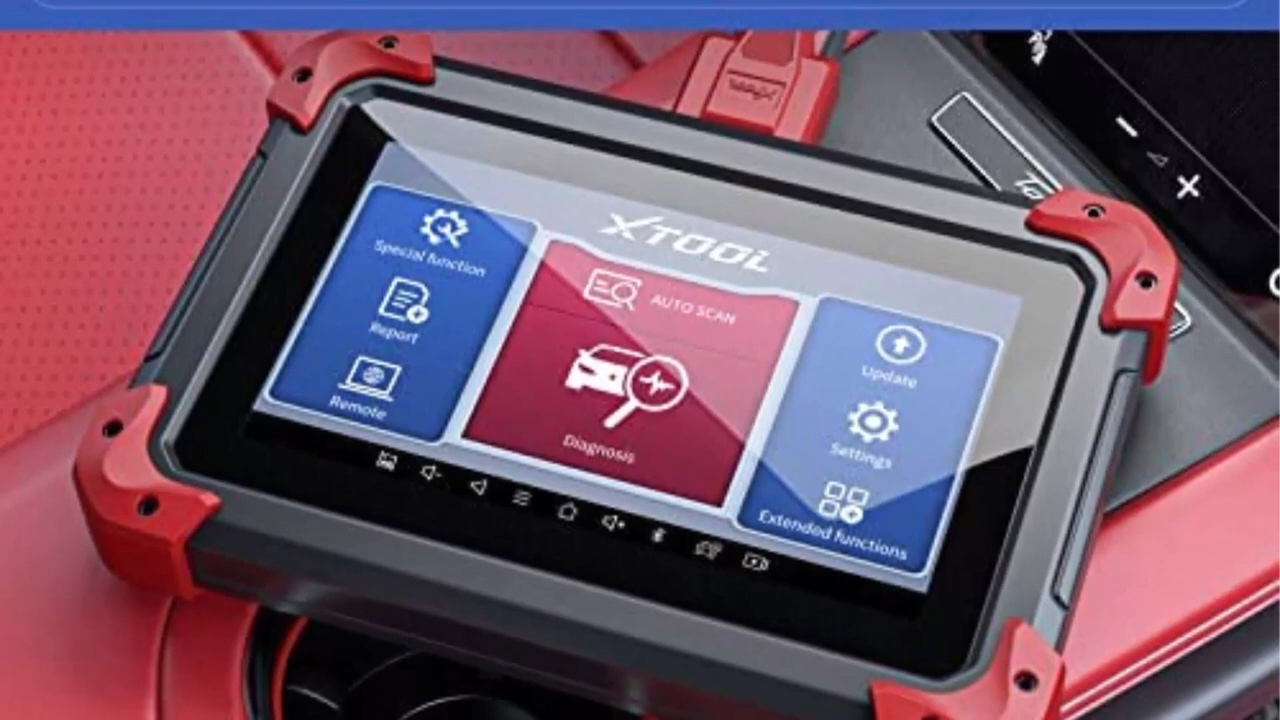 XTOOL
Special function
AUTO SCAN
Report
Update
Remote
Diagnosis
Settings
Extended functions